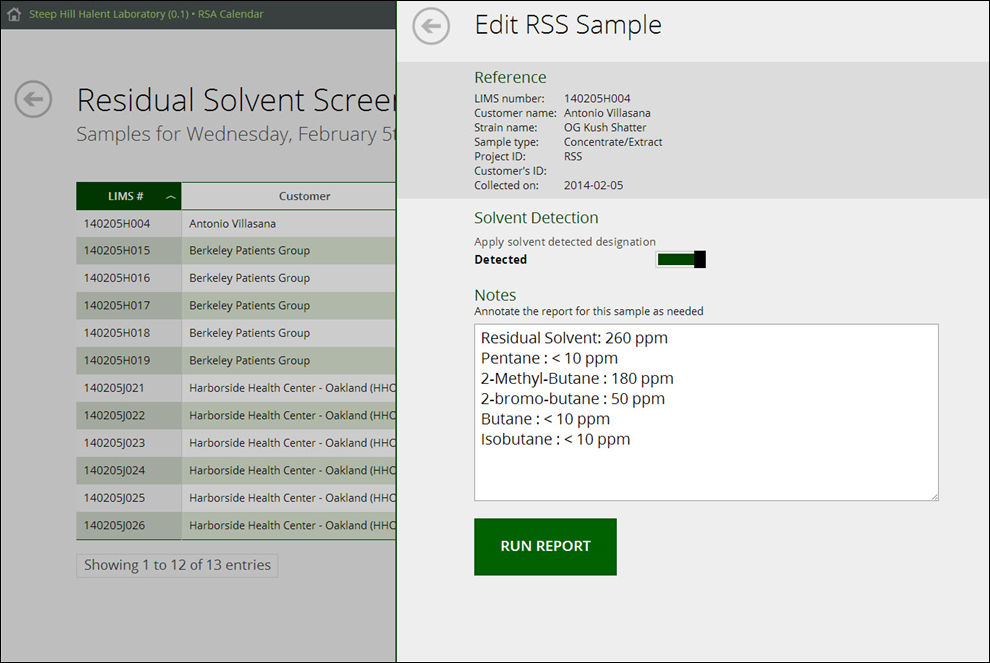 Steep Hill Halent Laboratory (0.1) • RSA Calendar
Residual Solvent Screen
Samples for Wednesday, February 5t
LIMS # Customer
140205H004 Antonio Villasana
140205H015 Berkeley Patients Group
140205H016 Berkeley Patients Group
140205H017 Berkeley Patients Group
140205H018 Berkeley Patients Group
140205H019 Berkeley Patients Group
140205J021 Harborside Health Center - Oakland (HHC
140205J022 Harborside Health Center - Oakland (HHC
140205J023 Harborside Health Center - Oakland (HHC
140205J024 Harborside Health Center - Oakland (HHC
140205J025 Harborside Health Center - Oakland (HHC
140205J026 Harborside Health Center - Oakland (HHC
Showing 1 to 12 of 13 entries
Edit RSS Sample
Reference
LIMS number: 140205H004
Customer name: Antonio Villasana
Strain name: OG Kush Shatter
Sample type: Concentrate/Extract
Project ID: RSS
Customer's ID:
Collected on: 2014-02-05
Solvent Detection
Apply solvent detected designation
Detected
Notes
Annotate the report for this sample as needed
Residual Solvent: 260 ppm
Pentane : < 10 ppm
2-Methyl-Butane : 180 ppm
2-bromo-butane : 50 ppm
Butane : < 10 ppm
Isobutane : < 10 ppm
RUN REPORT